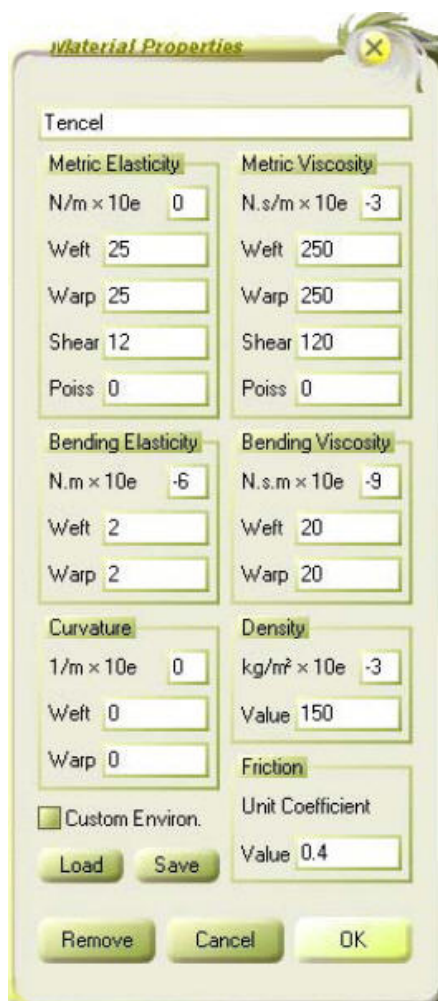 Material Properties
Tencel
Metric Elasticity
N/m × 10e 0
Weft 25
Warp 25
Shear 12
Poiss 0
Metric Viscosity
N.s/m × 10e -3
Weft 250
Warp 250
Shear 120
Poiss 0
Bending Elasticity
N.m × 10e -6
Weft 2
Warp 2
Bending Viscosity
N.s.m × 10e -9
Weft 20
Warp 20
Curvature
1/m × 10e 0
Weft 0
Warp 0
Density
kg/m² × 10e -3
Value 150
Friction
Unit Coefficient
Value 0.4
Custom Environ.
Load Save
Remove Cancel OK